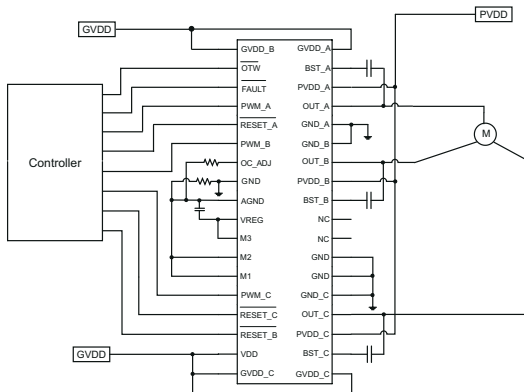 GVDD
PVDD
GVDD_B
GVDD_A
OTW
BST_A
FAULT
PVDD_A
PWM_A
OUT_A
RESET_A
GND_A
PWM_B
GND_B
OC_ADJ
OUT_B
GND
PVDD_B
AGND
BST_B
VREG
NC
M3
NC
M2
GND
M1
GND
PWM_C
GND_C
RESET_C
OUT_C
RESET_B
PVDD_C
VDD
BST_C
GVDD_C
GVDD_C
Controller
M
GVDD